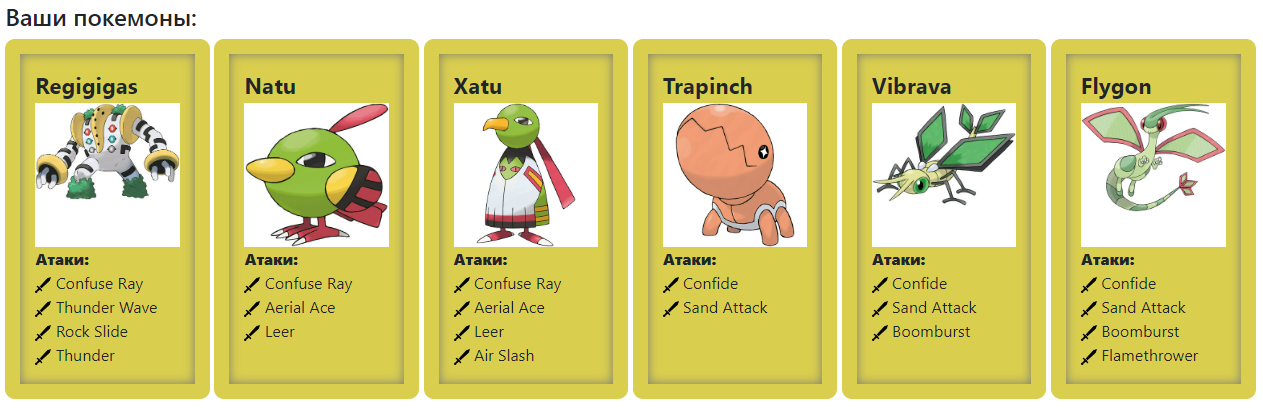 Ваши покемоны:
Regigigas
Атаки:
Confuse Ray
Thunder Wave
Rock Slide
Thunder
Natu
Атаки:
Confuse Ray
Aerial Ace
Leer
Xatu
Атаки:
Confuse Ray
Aerial Ace
Leer
Air Slash
Trapinch
Атаки:
Confide
Sand Attack
Vibrava
Атаки:
Confide
Sand Attack
Boomburst
Flygon
Атаки:
Confide
Sand Attack
Boomburst
Flamethrower